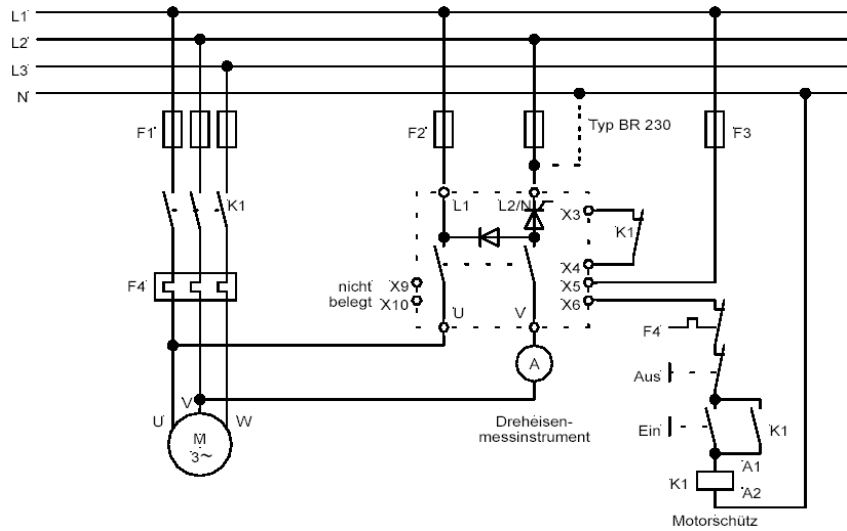 L1
L2
L3
N
F1
F2
Typ BR 230
F3
K1
L1
L2/N
X3
K1
X4
F4
nicht
belegt
X9
X10
X5
X6
U
V
F4
A
Aus
V
U
W
M
3~
Dreheisen-
messinstrument
Ein
K1
A1
K1
A2
Motorschütz